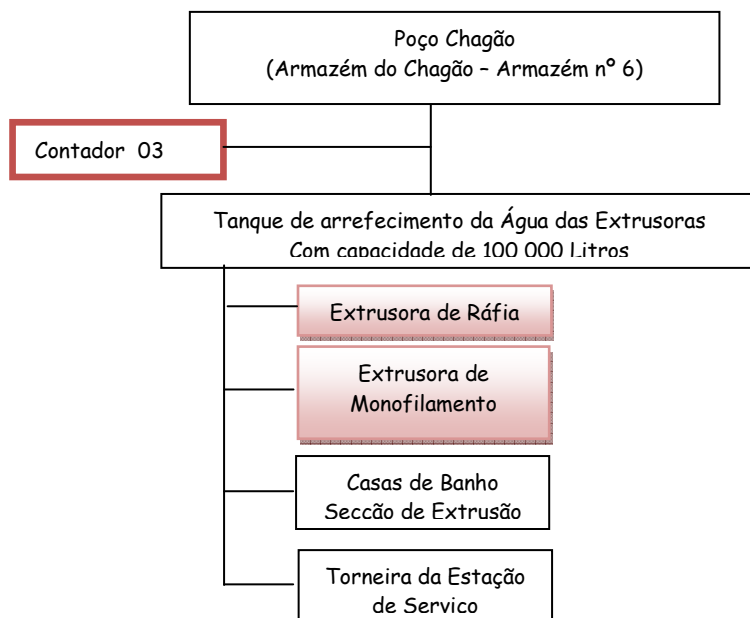 Poço Chagão
(Armazém do Chagão – Armazém nº 6)
Contador 03
Tanque de arrefecimento da Água das Extrusoras
Com capacidade de 100 000 Litros
Extrusora de Ráfia
Extrusora de
Monofilamento
Casas de Banho
Secção de Extrusão
Torneira da Estação
de Serviço